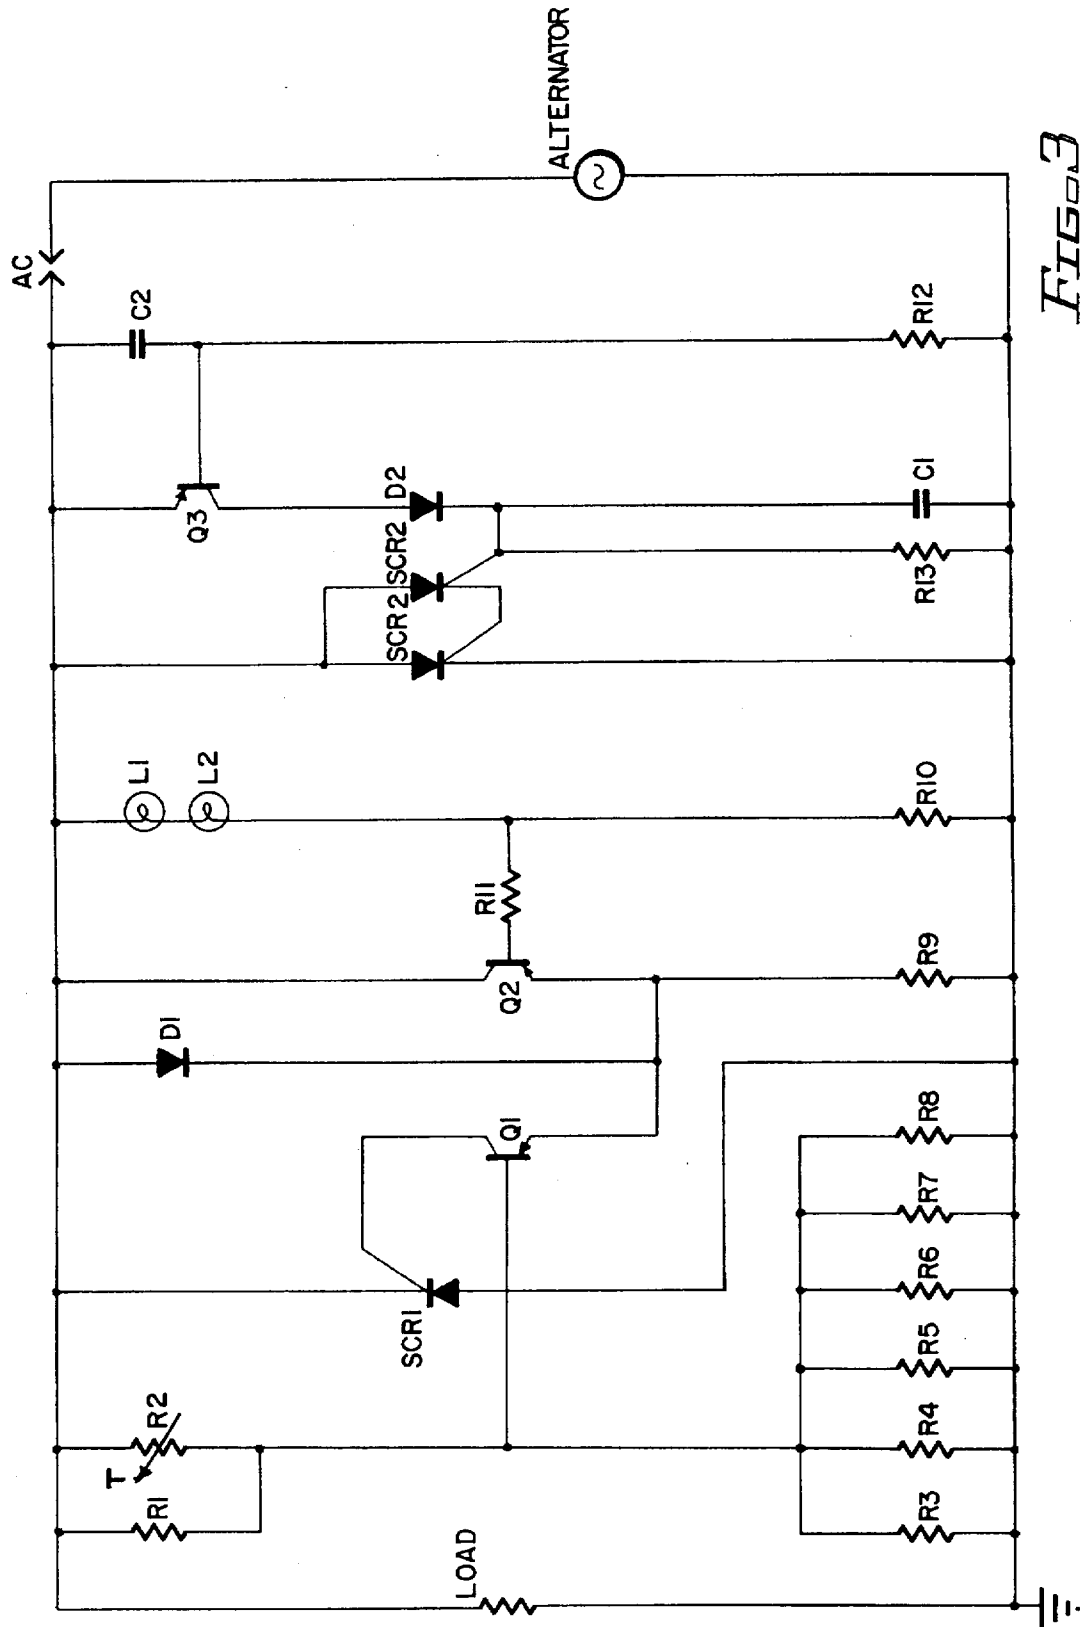 ALTERNATOR
AC
C2
R12
Q3
D2
SCR2
SCR2
C1
R13
L1
L2
R11
R10
Q2
R9
D1
Q1
SCR1
R8
R7
R6
R5
R4
R3
R2
T
R1
LOAD
FIG-3